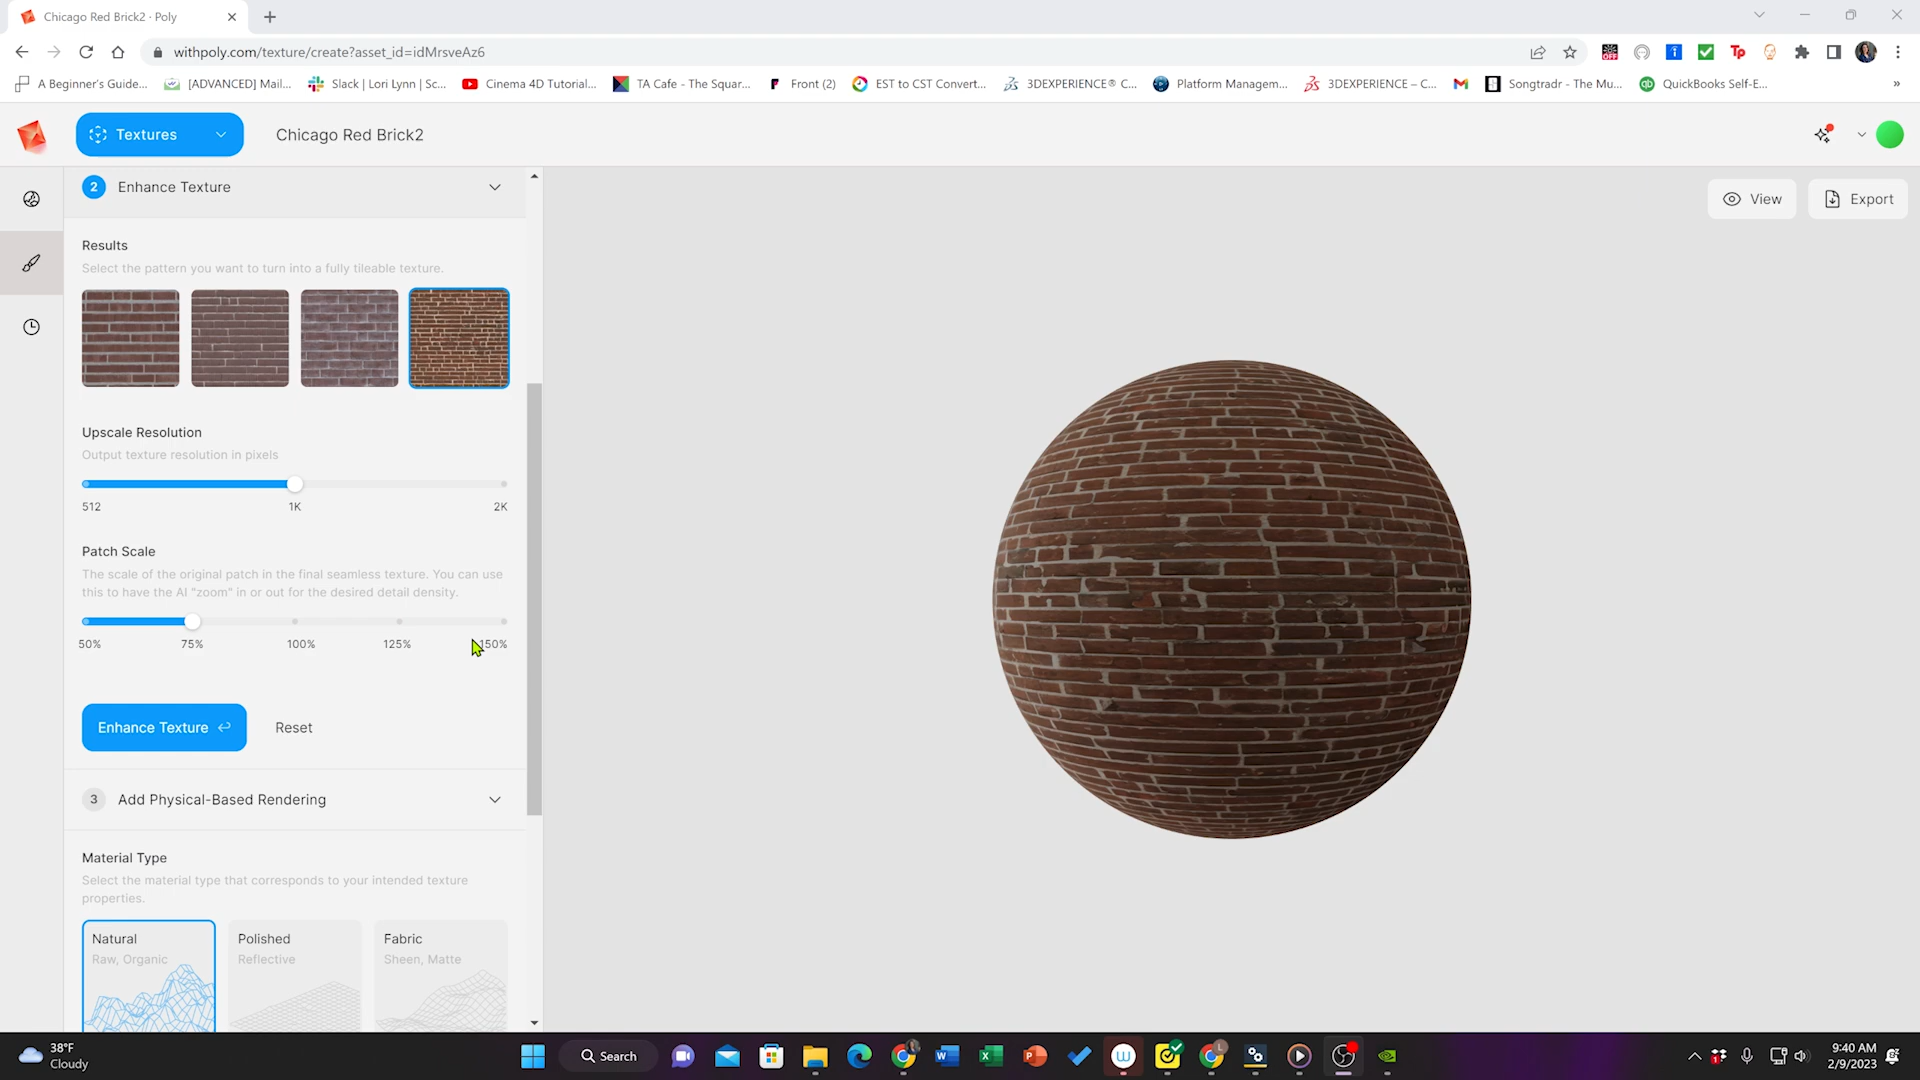 Chicago Red Brick2 · Poly
withpoly.com/texture/create?asset_id=idMrsveAz6
A Beginner's Guide...
[ADVANCED] Mail...
Slack | Lori Lynn | Sc...
Cinema 4D Tutorial...
TA Cafe - The Squar...
Front (2)
EST to CST Convert...
3DEXPERIENCE® C...
Platform Managem...
3DEXPERIENCE – C...
Songtradr - The Mu...
QuickBooks Self-E...
»
Textures
Chicago Red Brick2
2 Enhance Texture
View
Export
Results
Select the pattern you want to turn into a fully tileable texture.
Upscale Resolution
Output texture resolution in pixels
512 1K 2K
Patch Scale
The scale of the original patch in the final seamless texture. You can use
this to have the AI "zoom" in or out for the desired detail density.
50% 75% 100% 125% 150%
Enhance Texture
Reset
3 Add Physical-Based Rendering
Material Type
Select the material type that corresponds to your intended texture
properties.
Natural
Raw, Organic
Polished
Reflective
Fabric
Sheen, Matte
38°F
Cloudy
Search
9:40 AM
2/9/2023